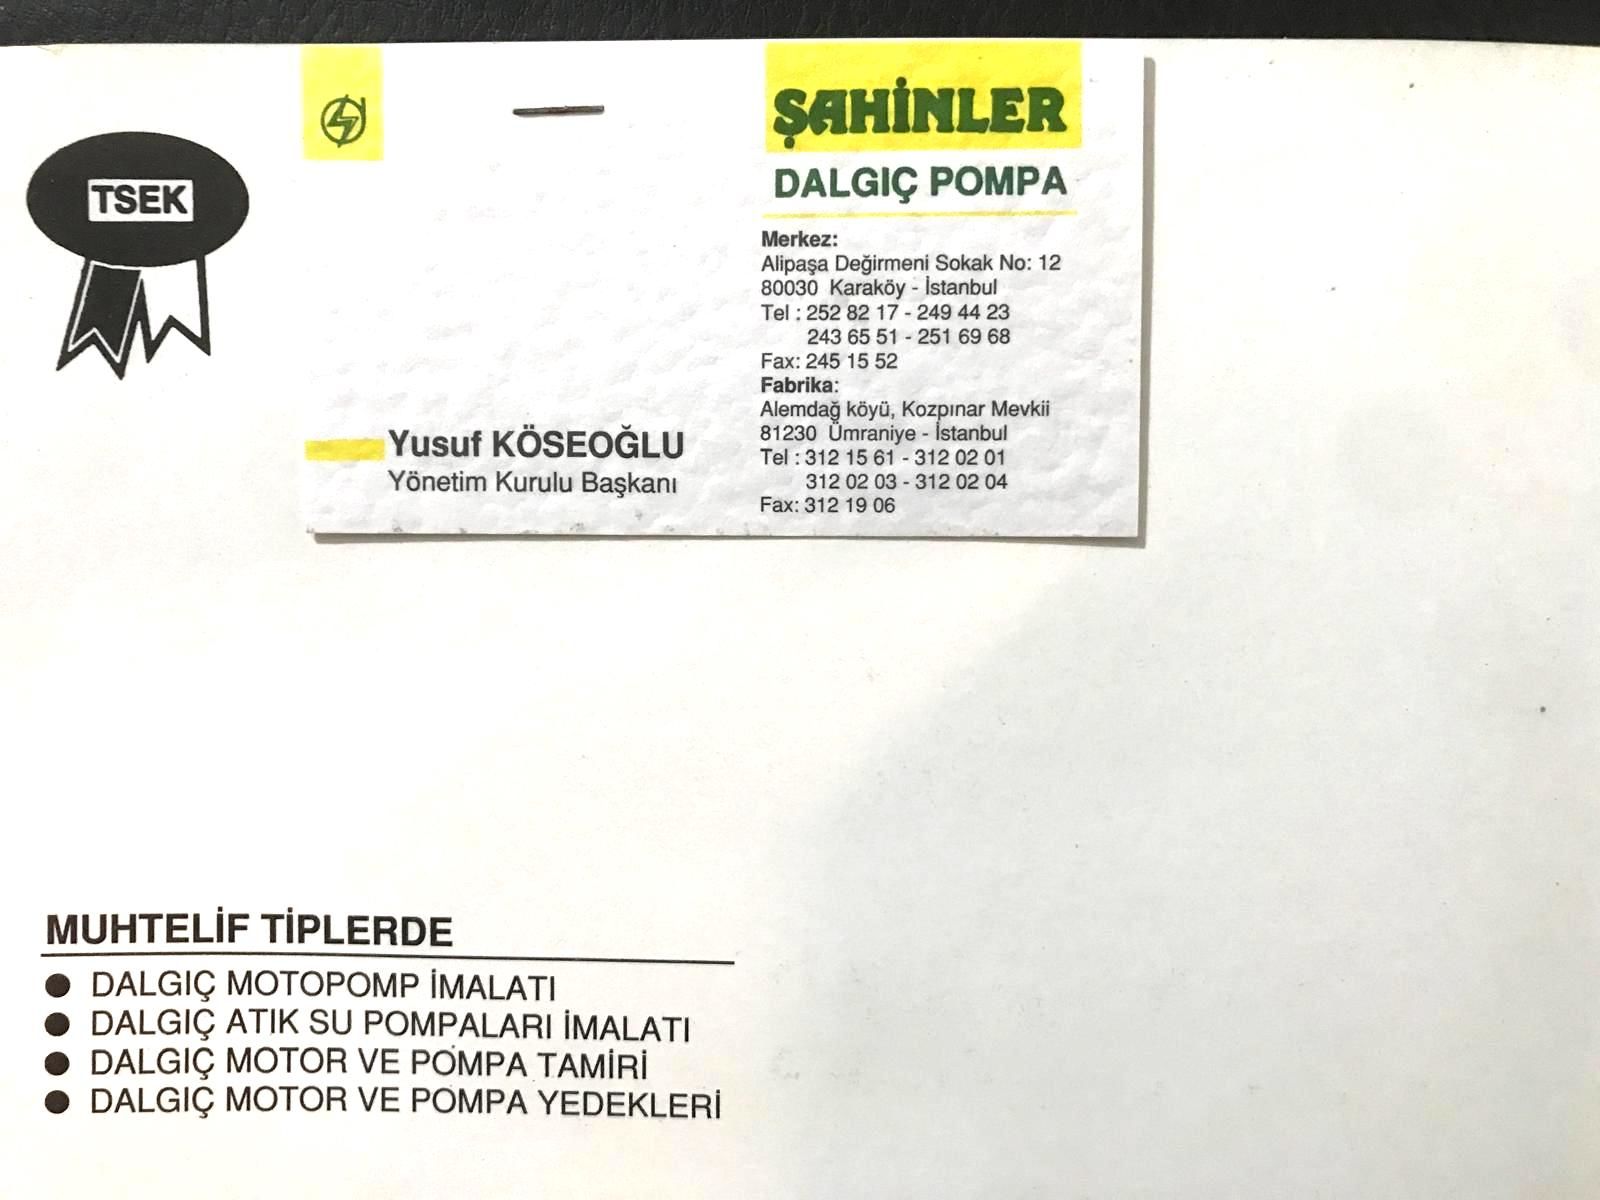 TSEK
ŞAHİNLER
DALGIÇ POMPA
Merkez:
Alipaşa Değirmeni Sokak No: 12
80030 Karaköy - İstanbul
Tel : 252 82 17 - 249 44 23
243 65 51 - 251 69 68
Fax: 245 15 52
Fabrika:
Alemdağ köyü, Kozpınar Mevkii
81230 Ümraniye - İstanbul
Tel : 312 15 61 - 312 02 01
312 02 03 - 312 02 04
Fax: 312 19 06
Yusuf KÖSEOĞLU
Yönetim Kurulu Başkanı
MUHTELİF TİPLERDE
● DALGIÇ MOTOPOMP İMALATI
● DALGIÇ ATIK SU POMPALARI İMALATI
● DALGIÇ MOTOR VE POMPA TAMİRİ
● DALGIÇ MOTOR VE POMPA YEDEKLERİ